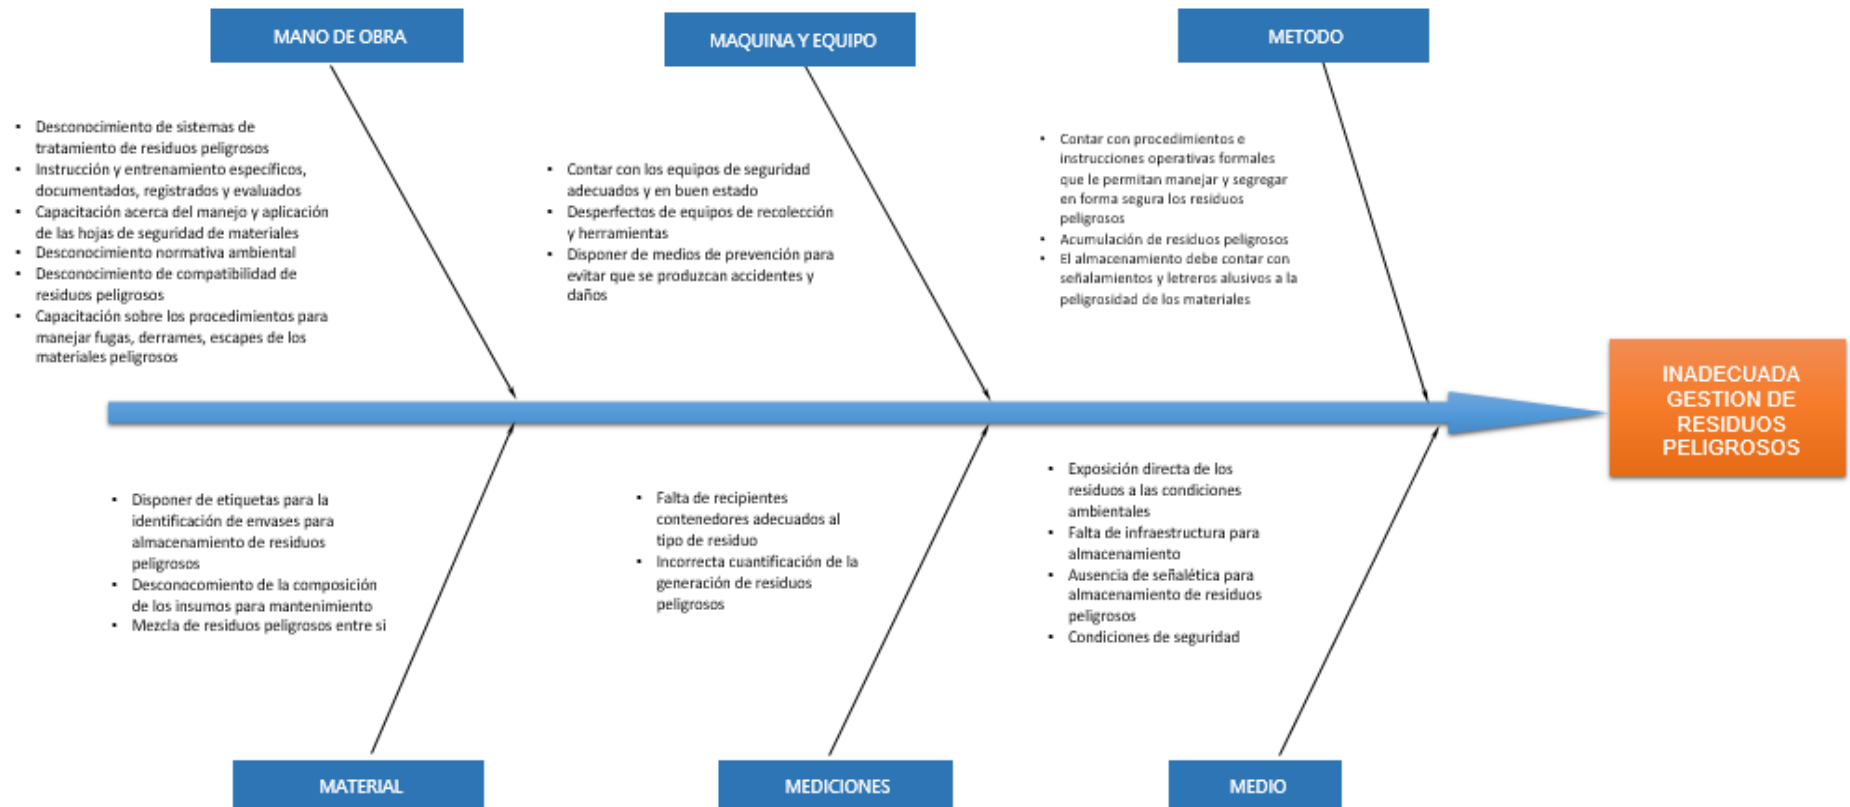 MANO DE OBRA
MAQUINA Y EQUIPO
METODO
▪ Desconocimiento de sistemas de
tratamiento de residuos peligrosos
▪ Instrucción y entrenamiento específicos,
documentados, registrados y evaluados
▪ Capacitación acerca del manejo y aplicación
de las hojas de seguridad de materiales
▪ Desconocimiento normativa ambiental
▪ Desconocimiento de compatibilidad de
residuos peligrosos
▪ Capacitación sobre los procedimientos para
manejar fugas, derrames, escapes de los
materiales peligrosos
▪ Contar con los equipos de seguridad
adecuados y en buen estado
▪ Desperfectos de equipos de recolección
y herramientas
▪ Disponer de medios de prevención para
evitar que se produzcan accidentes y
daños
▪ Contar con procedimientos e
instrucciones operativas formales
que le permitan manejar y segregar
en forma segura los residuos
peligrosos
▪ Acumulación de residuos peligrosos
▪ El almacenamiento debe contar con
señalamientos y letreros alusivos a la
peligrosidad de los materiales
INADECUADA
GESTION DE
RESIDUOS
PELIGROSOS
▪ Disponer de etiquetas para la
identificación de envases para
almacenamiento de residuos
peligrosos
▪ Desconocomiento de la composición
de los insumos para mantenimiento
▪ Mezcla de residuos peligrosos entre si
▪ Falta de recipientes
contenedores adecuados al
tipo de residuo
▪ Incorrecta cuantificación de la
generación de residuos
peligrosos
▪ Exposición directa de los
residuos a las condiciones
ambientales
▪ Falta de infraestructura para
almacenamiento
▪ Ausencia de señalética para
almacenamiento de residuos
peligrosos
▪ Condiciones de seguridad
MATERIAL
MEDICIONES
MEDIO